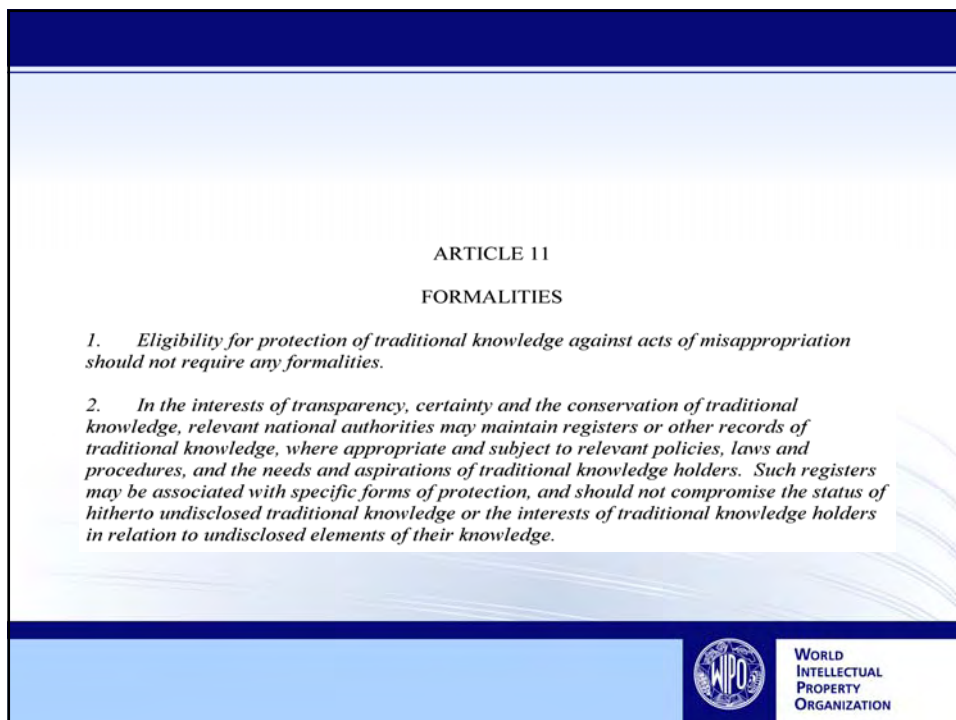 ARTICLE 11
FORMALITIES
1. Eligibility for protection of traditional knowledge against acts of misappropriation
should not require any formalities.
2. In the interests of transparency, certainty and the conservation of traditional
knowledge, relevant national authorities may maintain registers or other records of
traditional knowledge, where appropriate and subject to relevant policies, laws and
procedures, and the needs and aspirations of traditional knowledge holders. Such registers
may be associated with specific forms of protection, and should not compromise the status of
hitherto undisclosed traditional knowledge or the interests of traditional knowledge holders
in relation to undisclosed elements of their knowledge.
WIPO
WORLD
INTELLECTUAL
PROPERTY
ORGANIZATION